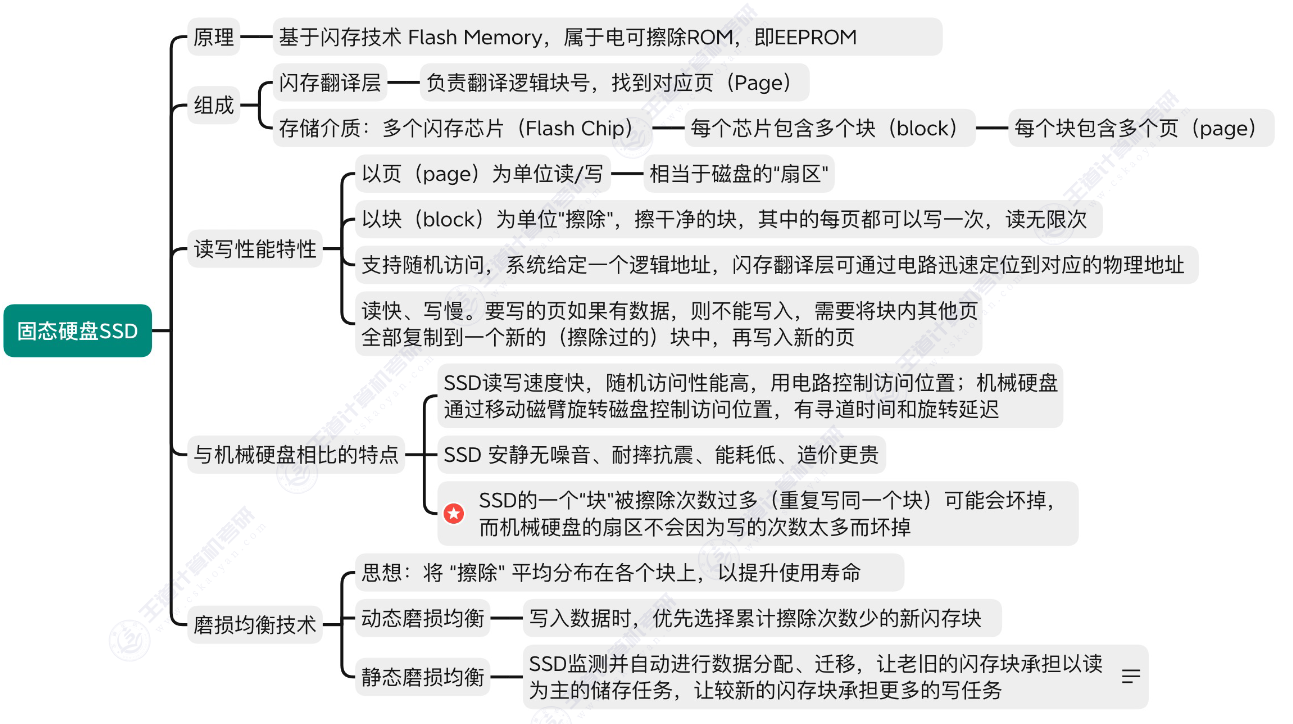 原理
基于闪存技术 Flash Memory，属于电可擦除ROM，即EEPROM
组成
闪存翻译层
负责翻译逻辑块号，找到对应页（Page）
存储介质：多个闪存芯片（Flash Chip）
每个芯片包含多个块（block）
每个块包含多个页（page）
读写性能特性
以页（page）为单位读/写
相当于磁盘的"扇区"
以块（block）为单位"擦除"，擦干净的块，其中的每页都可以写一次，读无限次
支持随机访问，系统给定一个逻辑地址，闪存翻译层可通过电路迅速定位到对应的物理地址
读快、写慢。要写的页如果有数据，则不能写入，需要将块内其他页
全部复制到一个新的（擦除过的）块中，再写入新的页
固态硬盘SSD
与机械硬盘相比的特点
SSD读写速度快，随机访问性能高，用电路控制访问位置；机械硬盘
通过移动磁臂旋转磁盘控制访问位置，有寻道时间和旋转延迟
SSD 安静无噪音、耐摔抗震、能耗低、造价更贵
SSD的一个"块"被擦除次数过多（重复写同一个块）可能会坏掉，
而机械硬盘的扇区不会因为写的次数太多而坏掉
磨损均衡技术
思想：将 “擦除” 平均分布在各个块上，以提升使用寿命
动态磨损均衡
写入数据时，优先选择累计擦除次数少的新闪存块
静态磨损均衡
SSD监测并自动进行数据分配、迁移，让老旧的闪存块承担以读
为主的储存任务，让较新的闪存块承担更多的写任务
王道计算机考研